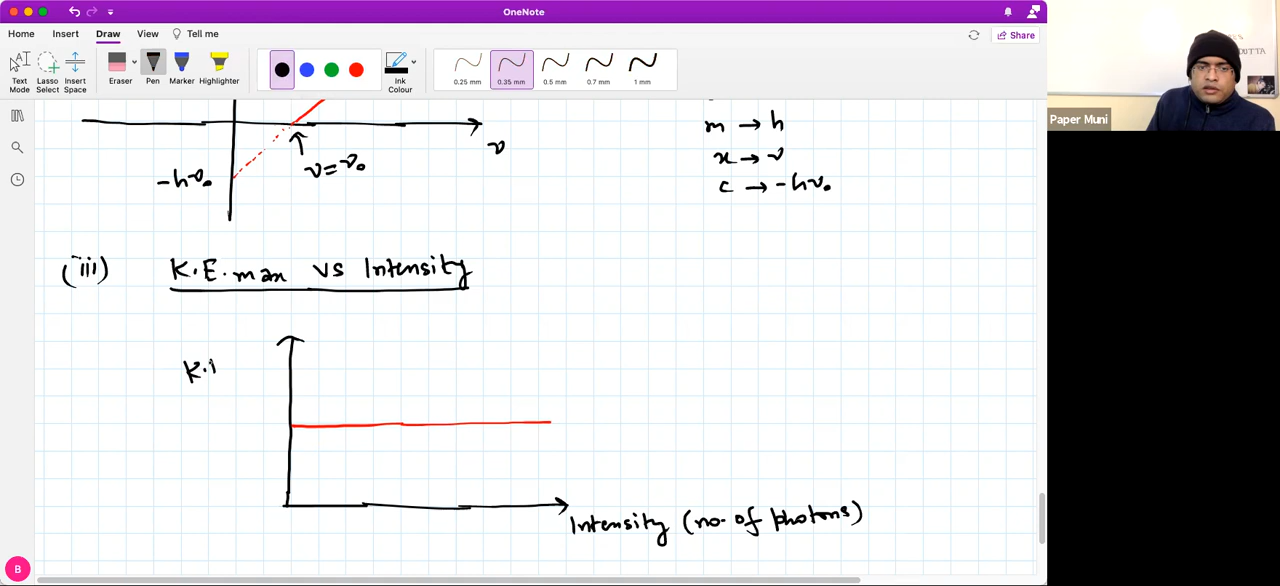 OneNote
Home Insert Draw View Tell me
Share
Text Mode
Lasso Select
Insert Space
Eraser
Pen
Marker
Highlighter
Ink Colour
0.25 mm 0.35 mm 0.5 mm 0.7 mm 1 mm
Paper Muni
m → h
ν
x → ν
ν = ν₀
-hν₀
c → -hν₀
(iii) K.E.max vs Intensity
K.
Intensity (no. of photons)
B